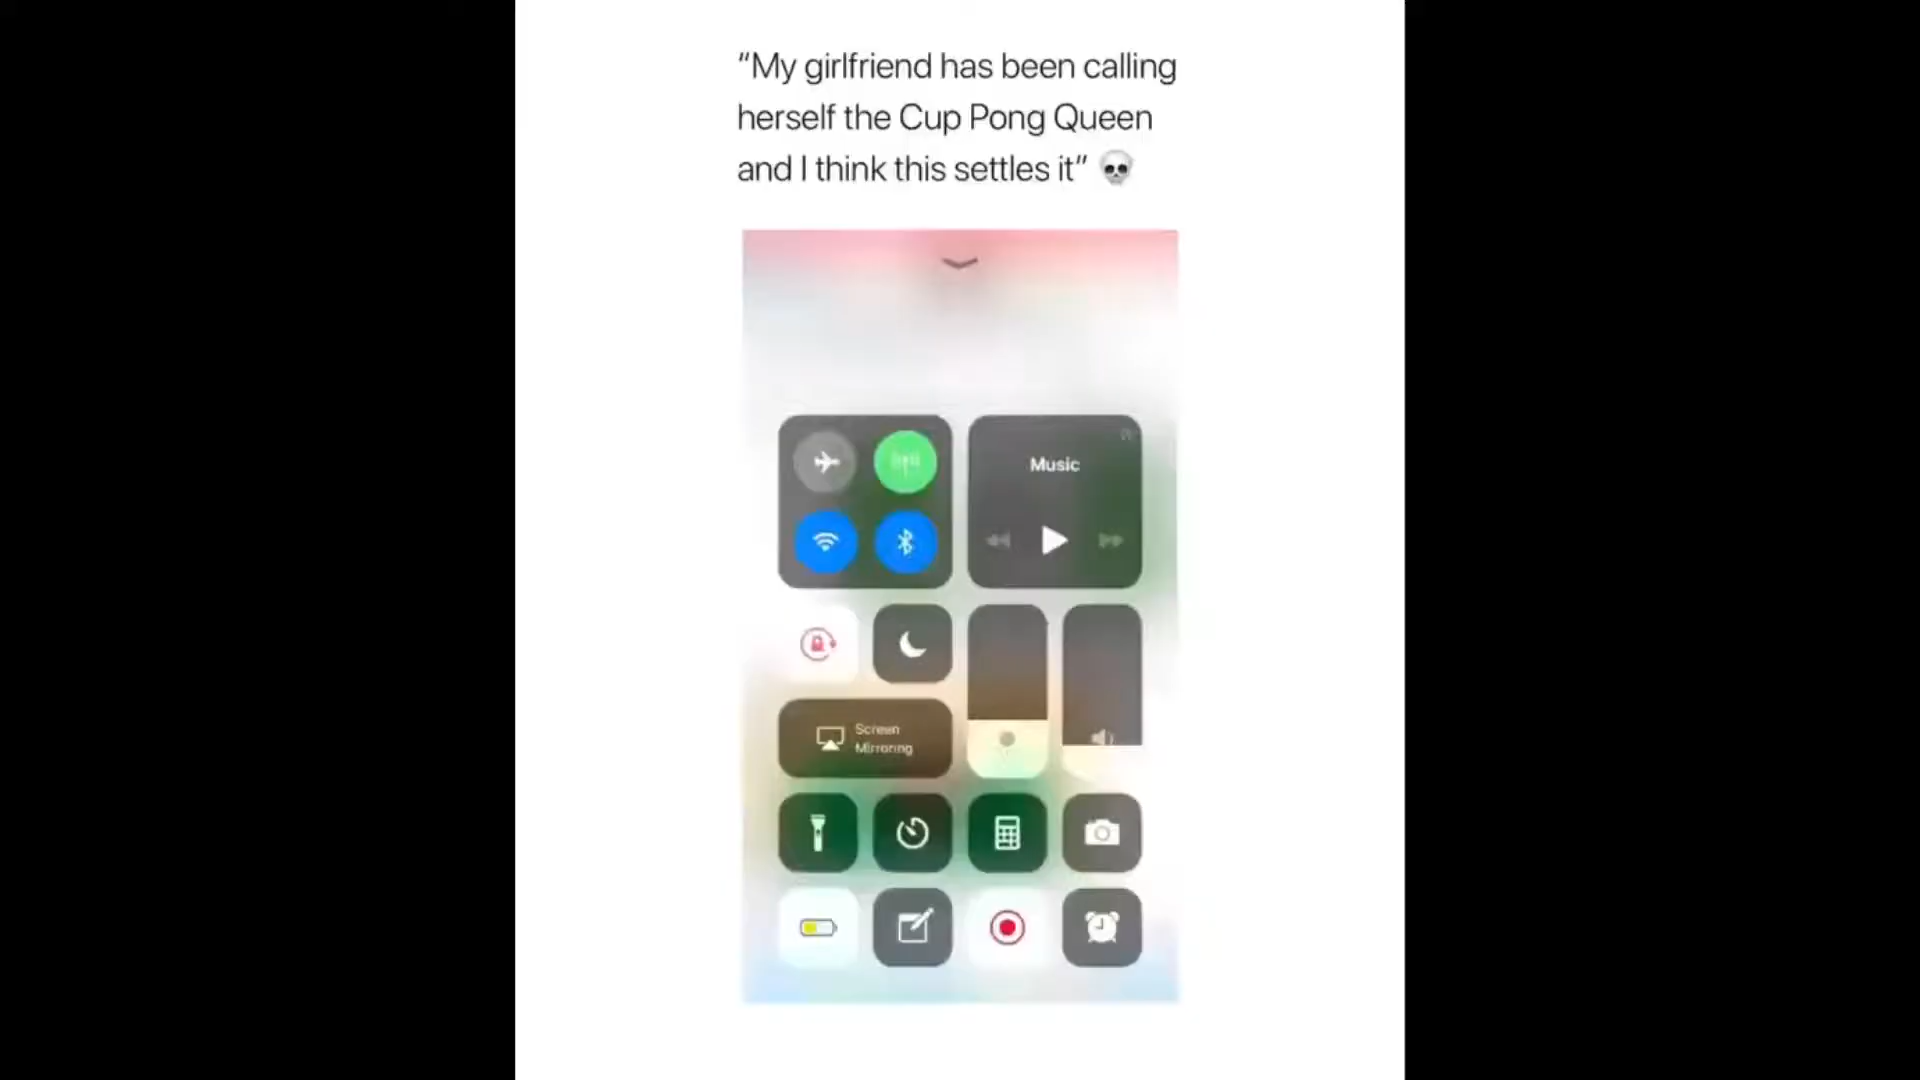 “My girlfriend has been calling
herself the Cup Pong Queen
and I think this settles it” 💀
Music
Screen
Mirroring